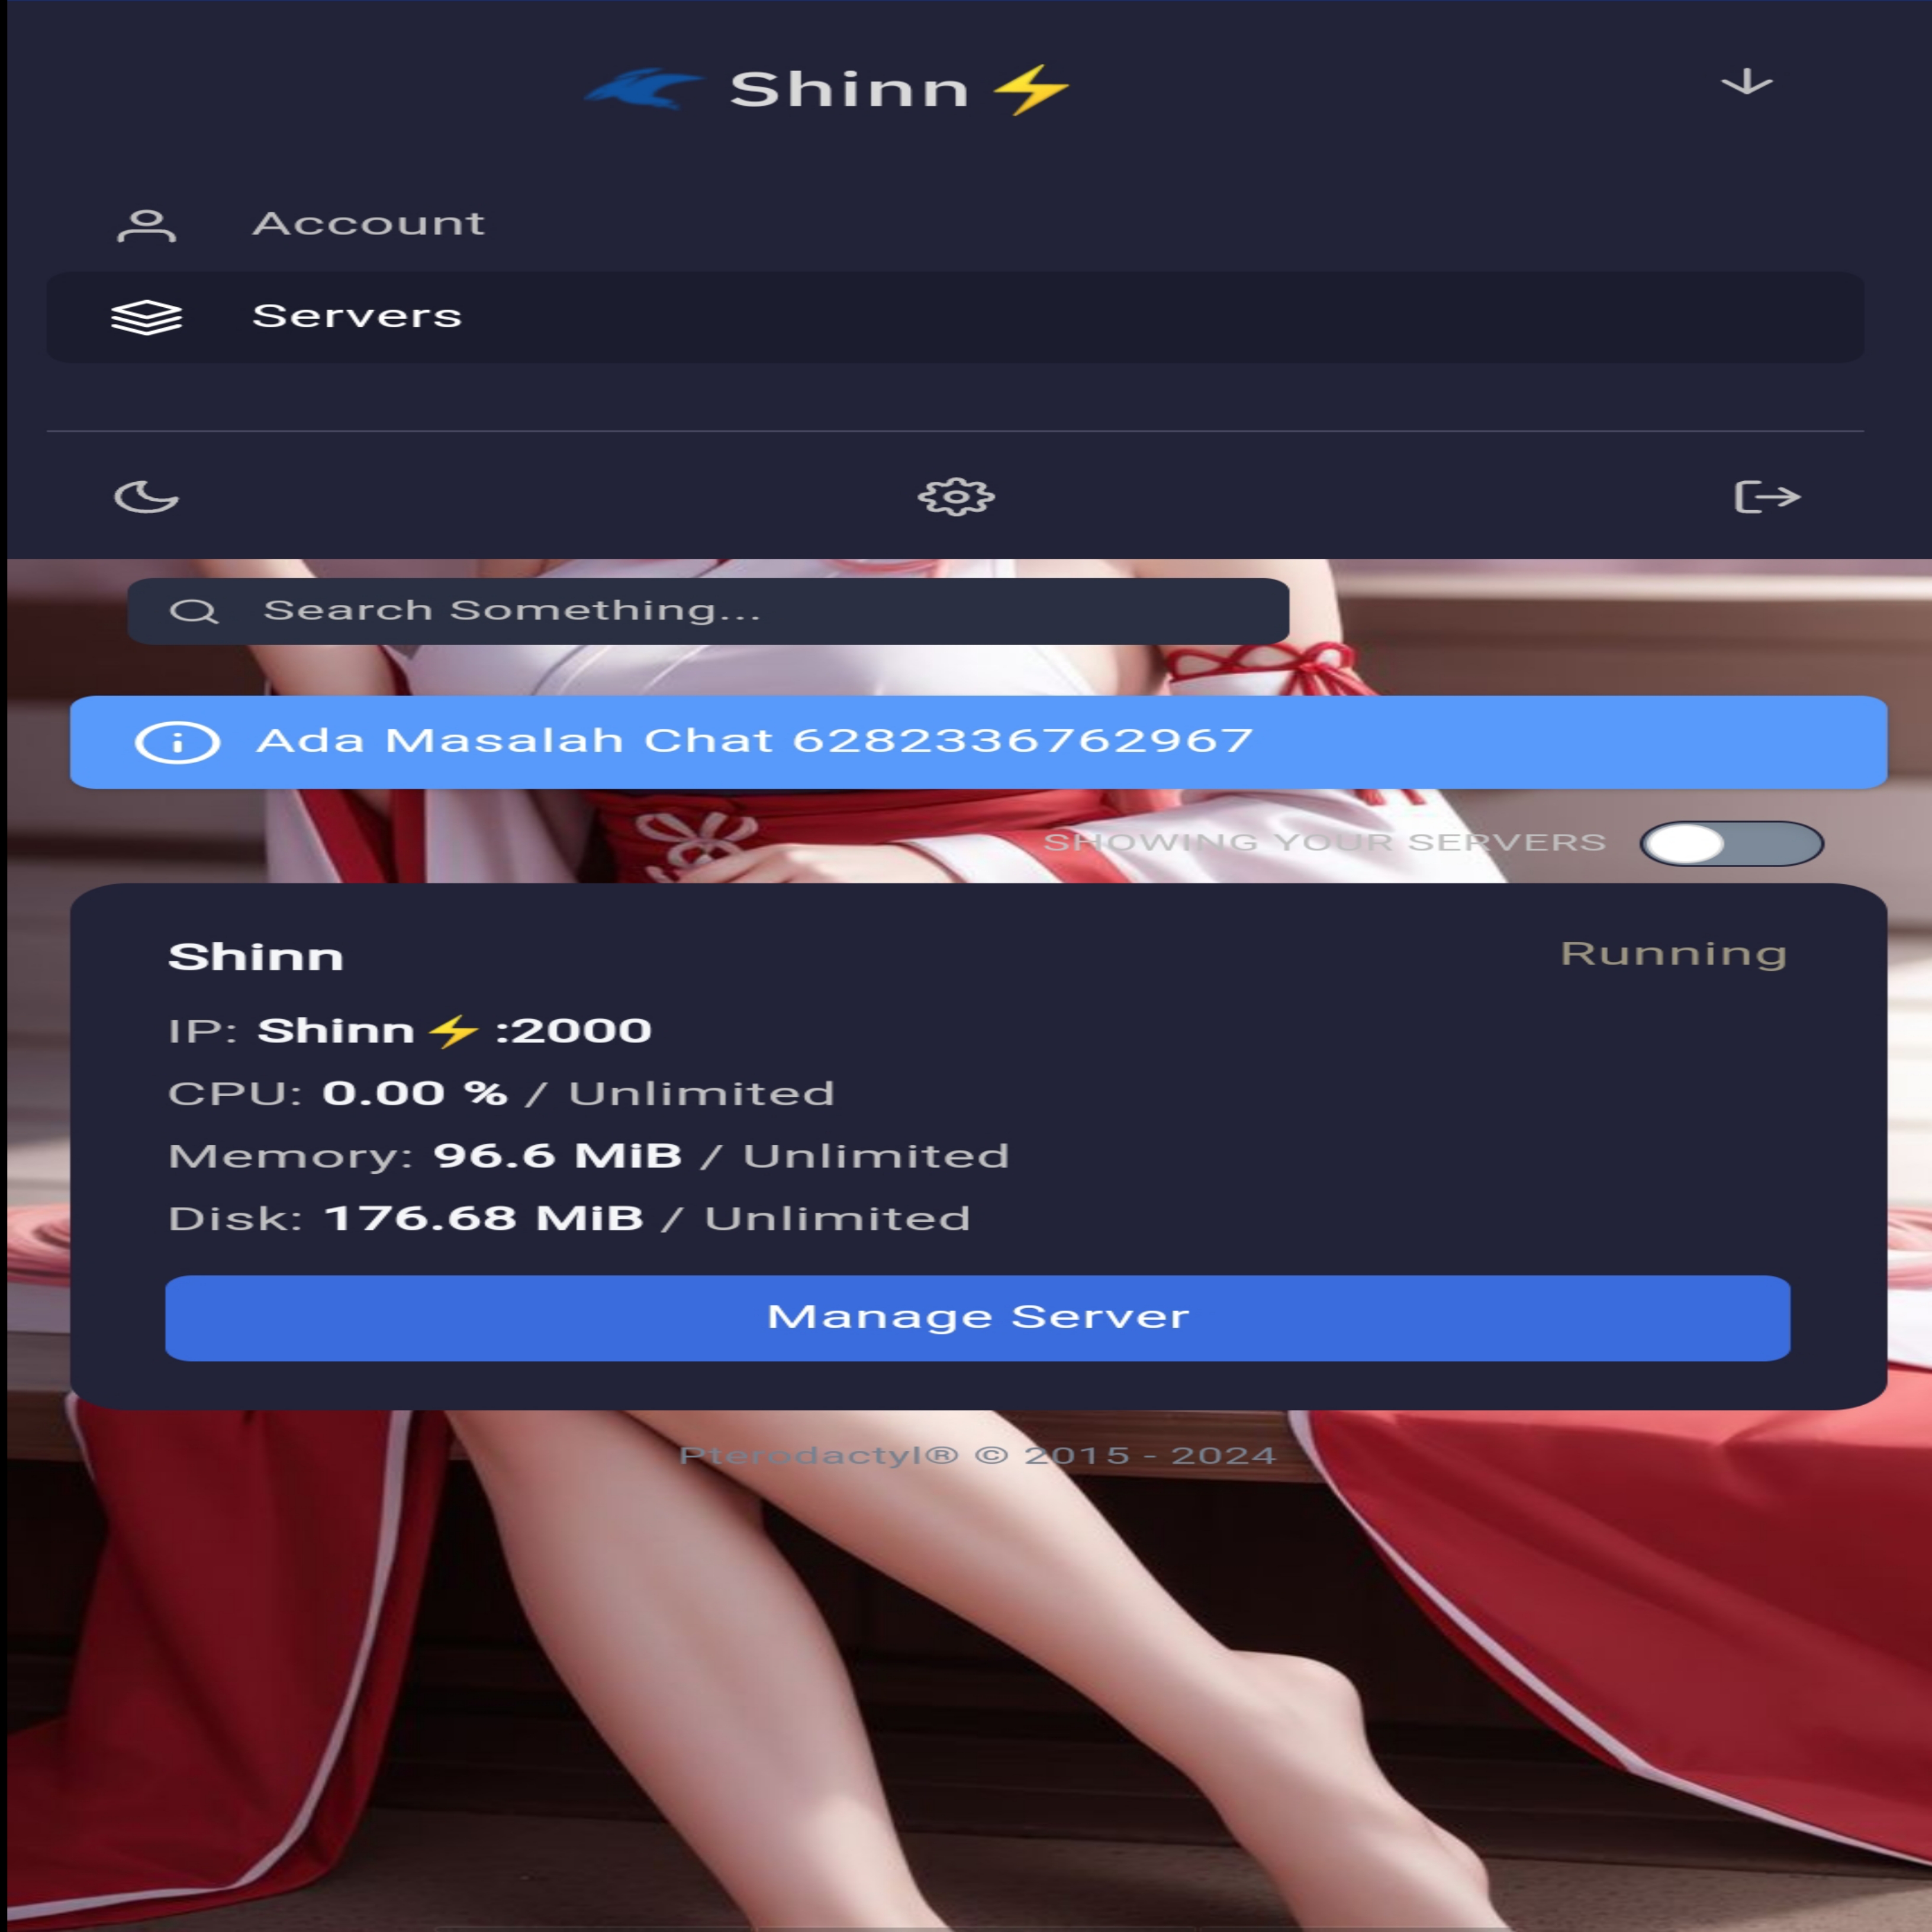 Shinn⚡
Account
Servers
Search Something...
Ada Masalah Chat 6282336762967
SHOWING YOUR SERVERS
Shinn
Running
IP: Shinn⚡:2000
CPU: 0.00 % / Unlimited
Memory: 96.6 MiB / Unlimited
Disk: 176.68 MiB / Unlimited
Manage Server
Pterodactyl® © 2015 - 2024